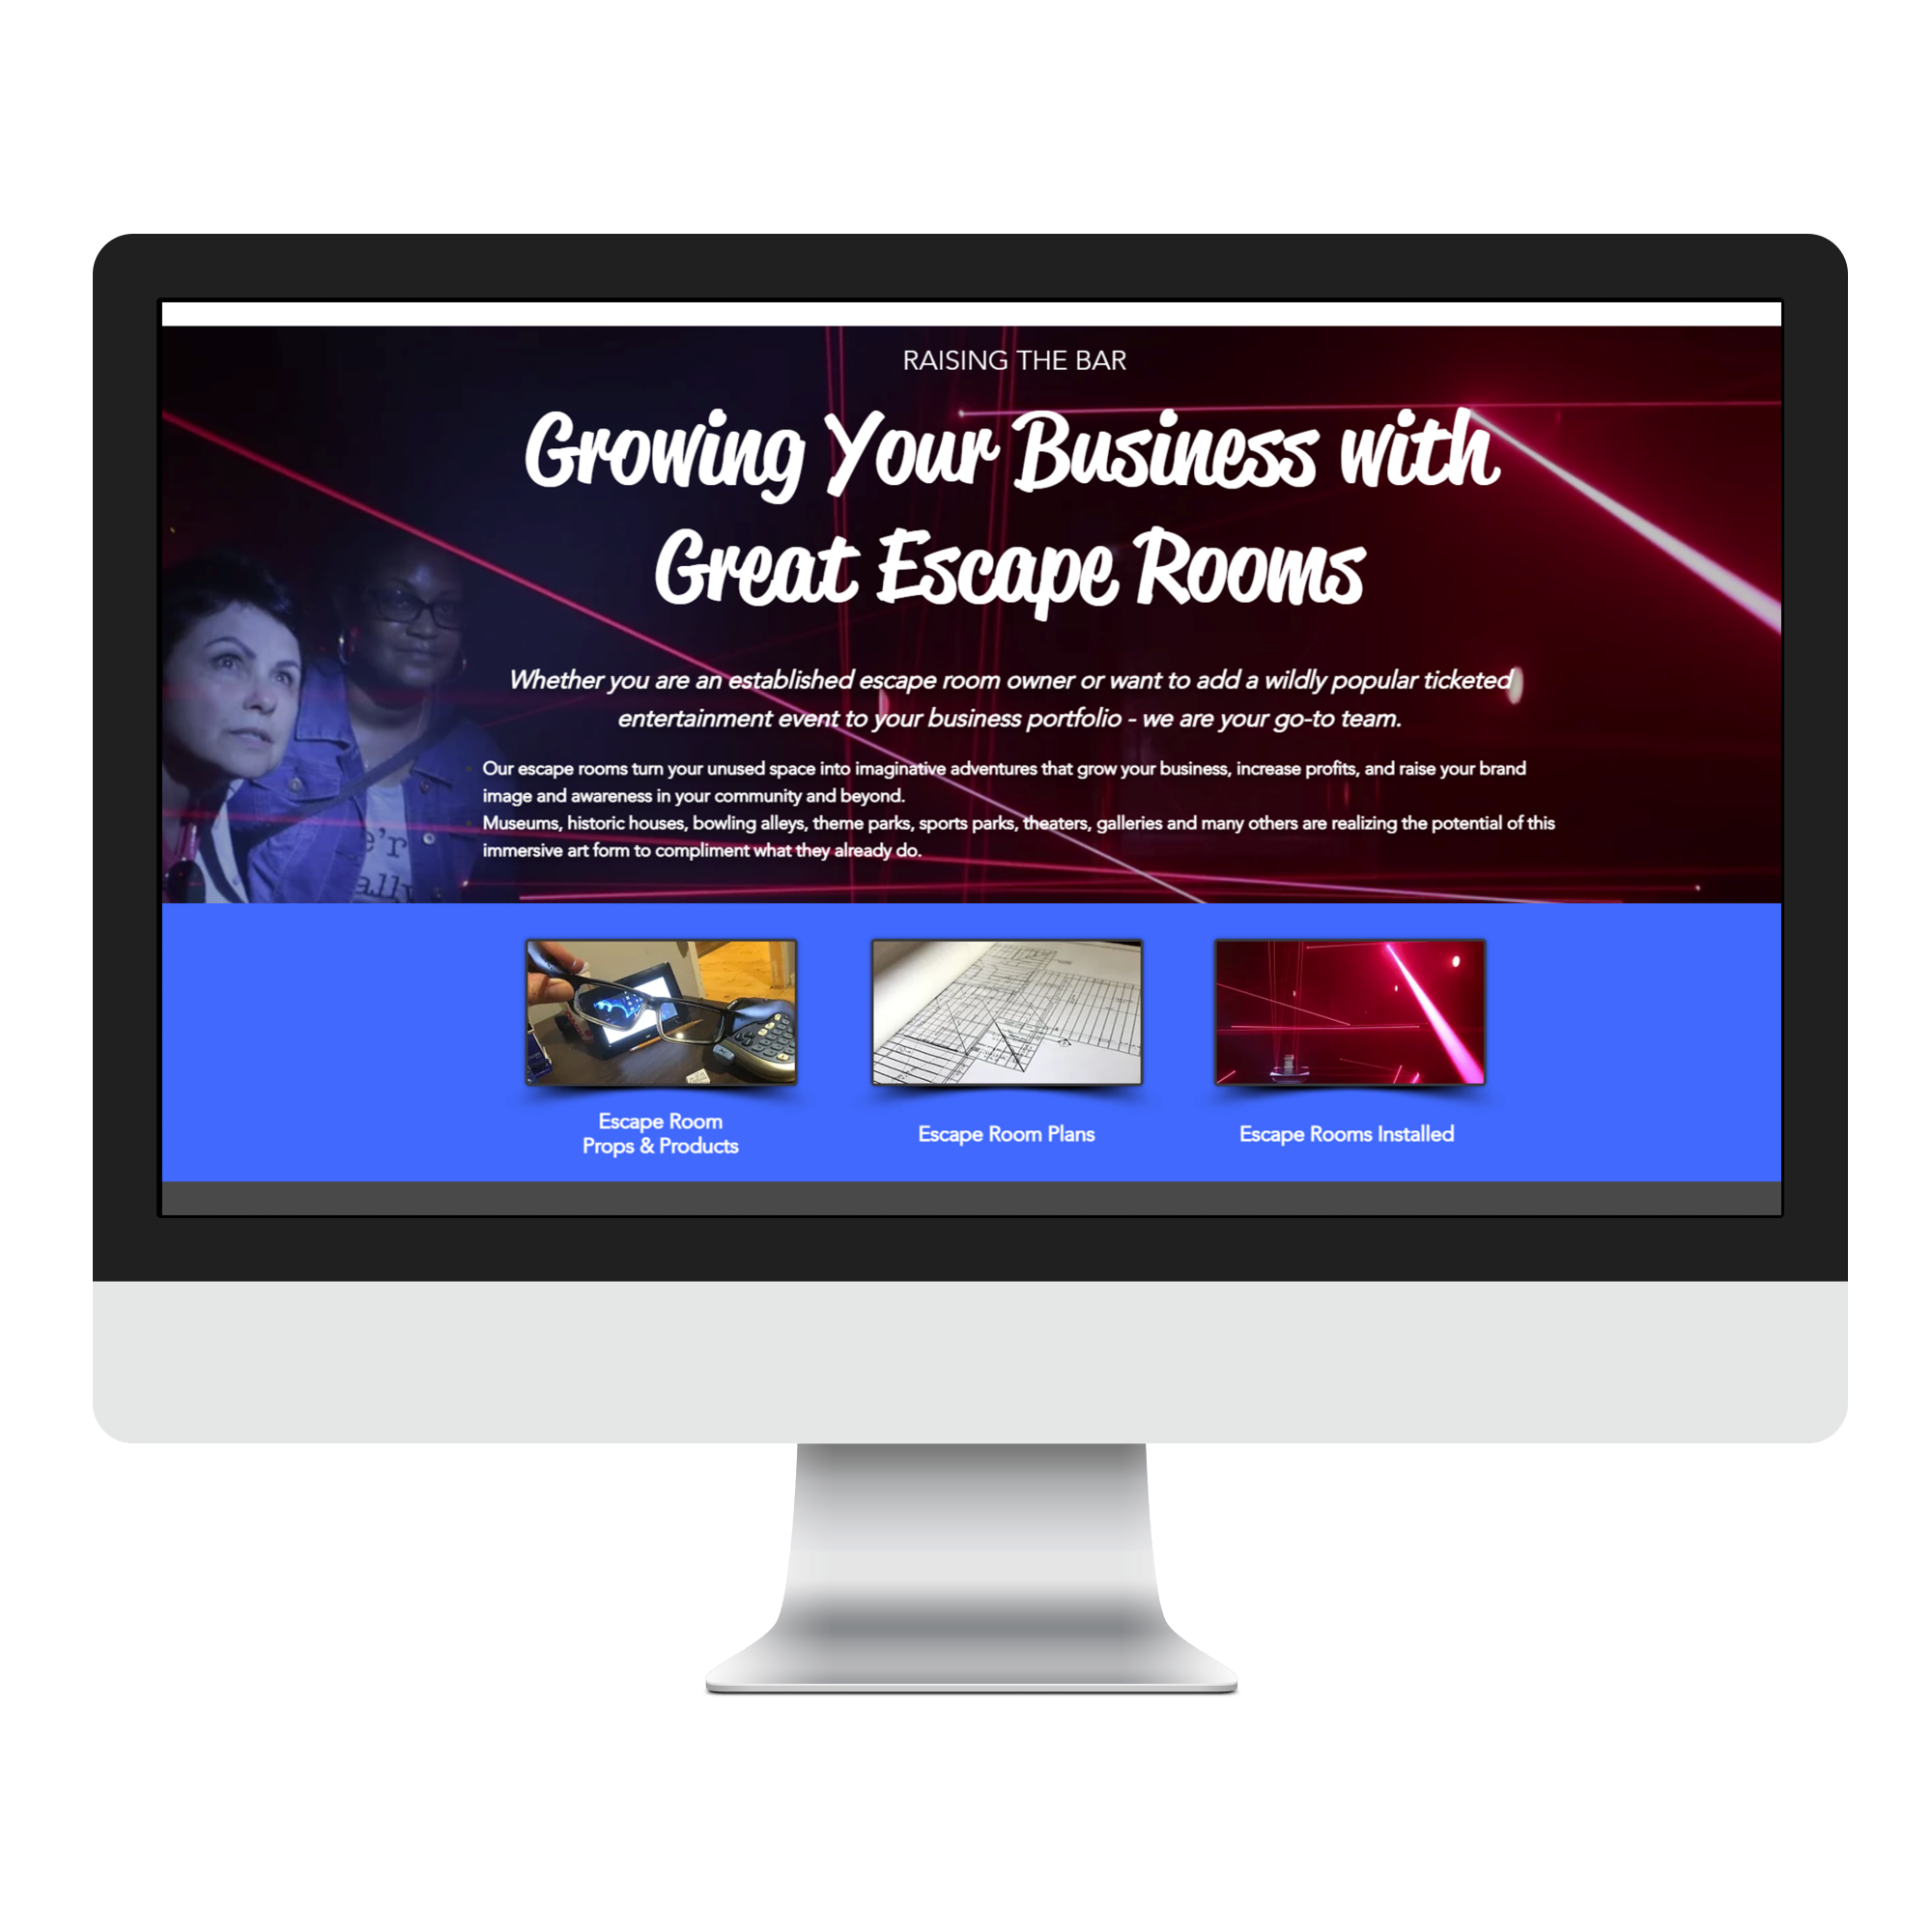 RAISING THE BAR
Growing Your Business with
Great Escape Rooms
Whether you are an established escape room owner or want to add a wildly popular ticketed
entertainment event to your business portfolio - we are your go-to team.
Our escape rooms turn your unused space into imaginative adventures that grow your business, increase profits, and raise your brand
image and awareness in your community and beyond.
Museums, historic houses, bowling alleys, theme parks, sports parks, theaters, galleries and many others are realizing the potential of this
immersive art form to compliment what they already do.
Escape Room
Props & Products
Escape Room Plans
Escape Rooms Installed